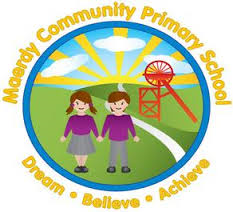 Maerdy Community Primary School
Dream • Believe • Achieve